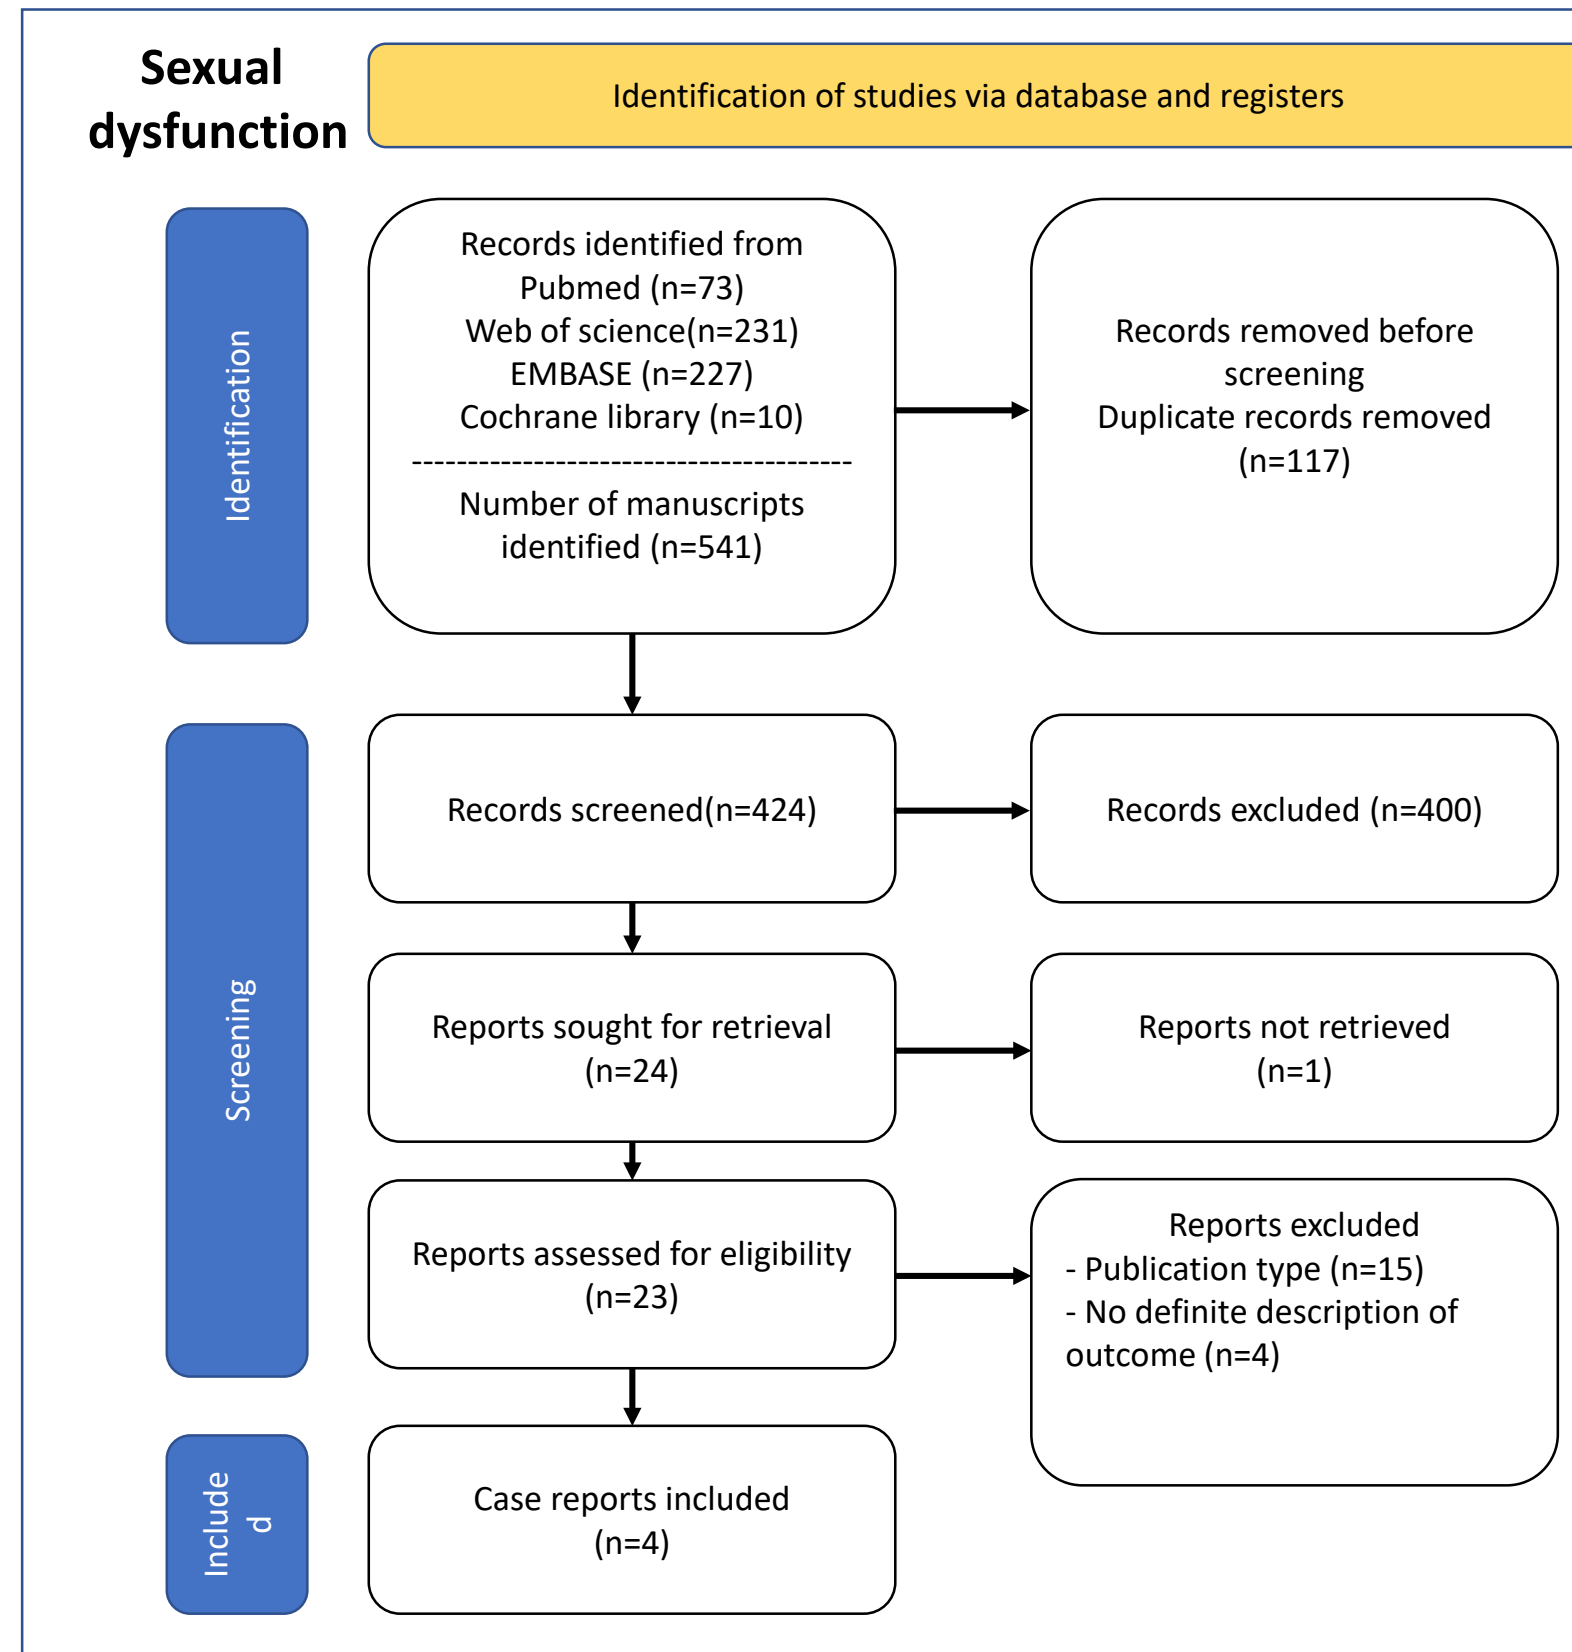 Sexual
dysfunction
Identification of studies via database and registers
Identification
Records identified from
Pubmed (n=73)
Web of science(n=231)
EMBASE (n=227)
Cochrane library (n=10)
----------------------------------------
Number of manuscripts
identified (n=541)
Records removed before
screening
Duplicate records removed
(n=117)
Screening
Records screened(n=424)
Records excluded (n=400)
Reports sought for retrieval
(n=24)
Reports not retrieved
(n=1)
Reports assessed for eligibility
(n=23)
Reports excluded
- Publication type (n=15)
- No definite description of
outcome (n=4)
Include
d
Case reports included
(n=4)